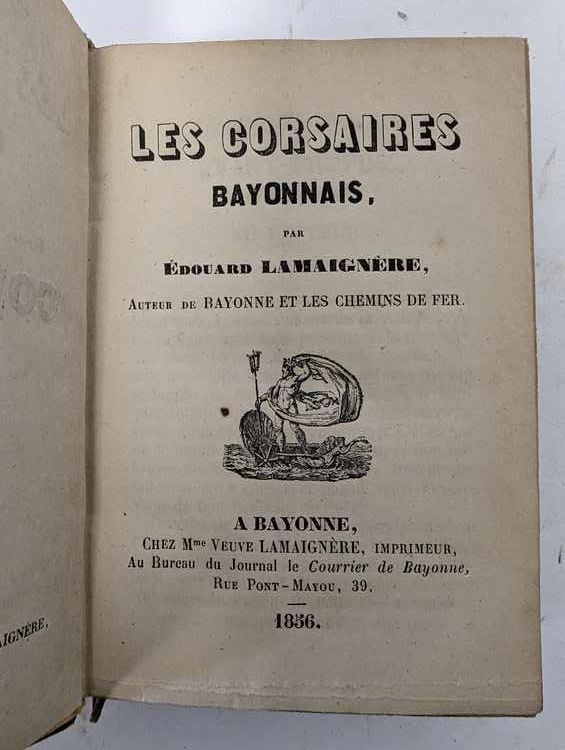 LES CORSAIRES
BAYONNAIS,
PAR
ÉDOUARD LAMAIGNÈRE,
AUTEUR DE BAYONNE ET LES CHEMINS DE FER.
A BAYONNE,
CHEZ Mme VEUVE LAMAIGNÈRE, IMPRIMEUR,
Au Bureau du Journal le Courrier de Bayonne,
RUE PONT-MAYOU, 39.
1856.
AIGNÈRE,